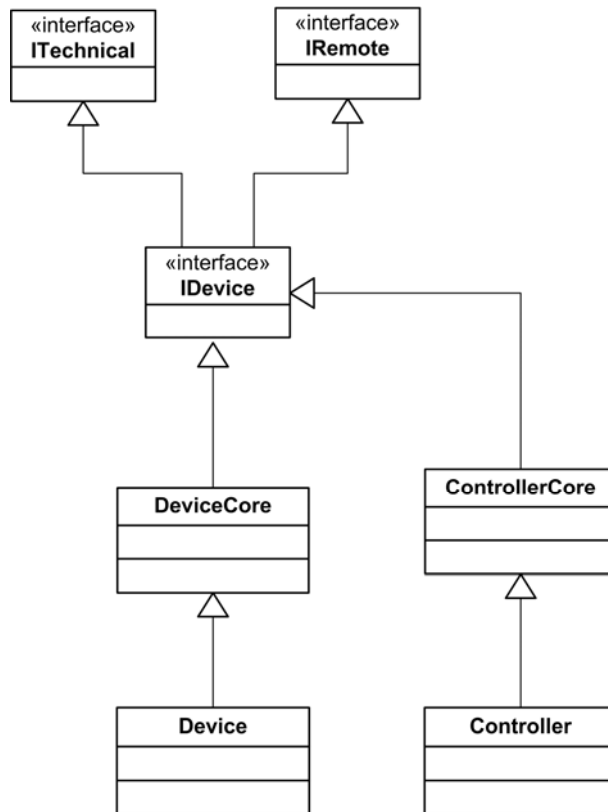 «interface»
ITechnical
«interface»
IRemote
«interface»
IDevice
DeviceCore
ControllerCore
Device
Controller